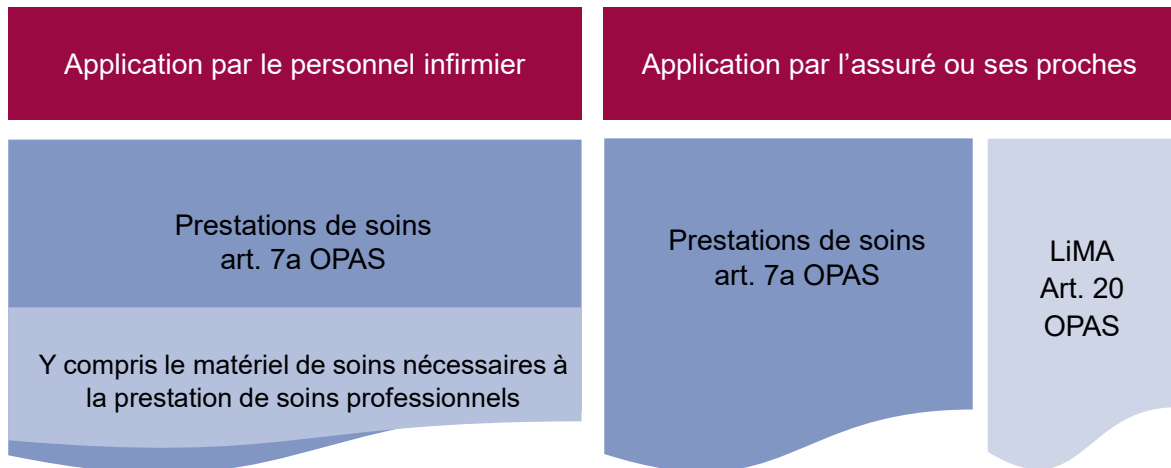 Application par le personnel infirmier
Application par l’assuré ou ses proches
Prestations de soins
art. 7a OPAS
Y compris le matériel de soins nécessaires à
la prestation de soins professionnels
Prestations de soins
art. 7a OPAS
LiMA
Art. 20
OPAS